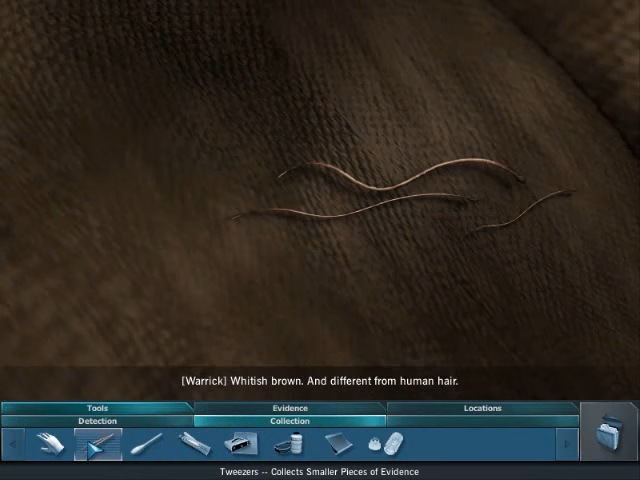 [Warrick] Whitish brown. And different from human hair.
Tools Evidence Locations
Detection Collection
Tweezers -- Collects Smaller Pieces of Evidence